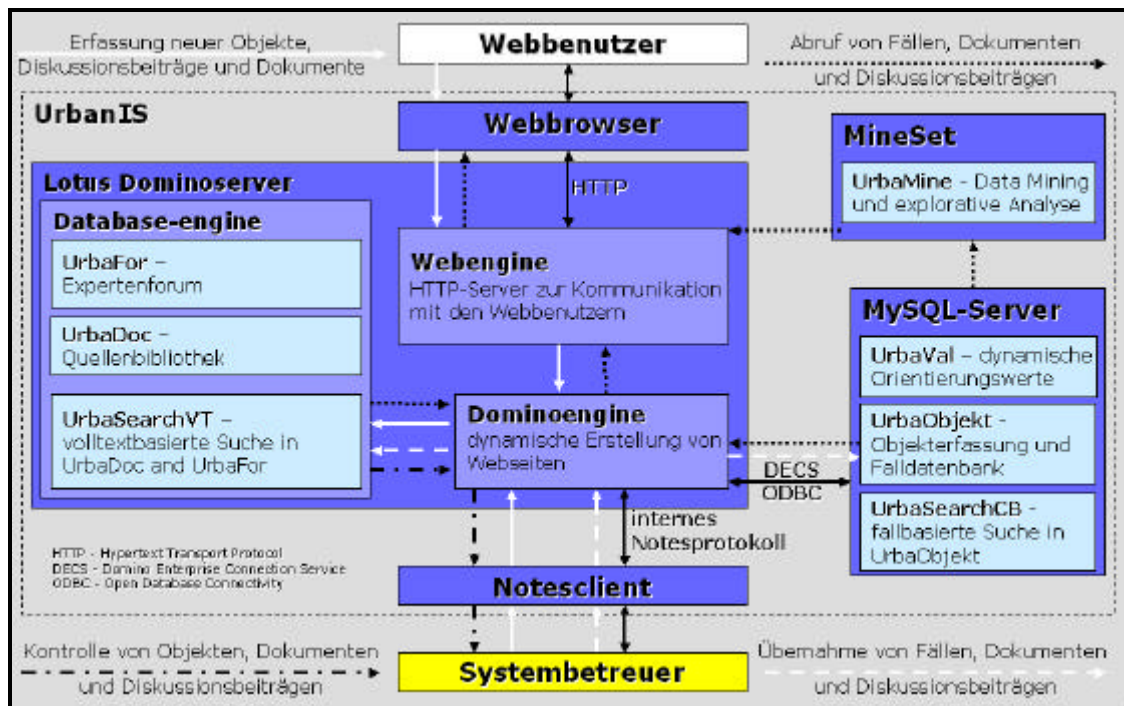 Erfassung neuer Objekte,
Diskussionsbeiträge und Dokumente
Webbenutzer
Abruf von Fällen, Dokumenten
und Diskussionsbeiträgen
UrbanIS
Webbrowser
MineSet
UrbaMine - Data Mining
und explorative Analyse
Lotus Dominoserver
HTTP
Database-engine
UrbaFor –
Expertenforum
UrbaDoc –
Quellenbibliothek
UrbaSearchVT –
volltextbasierte Suche in
UrbaDoc and UrbaFor
Webengine
HTTP-Server zur Kommunikation
mit den Webbenutzern
Dominoengine
dynamische Erstellung von
Webseiten
MySQL-Server
UrbaVal – dynamische
Orientierungswerte
UrbaObjekt -
Objekterfassung und
Falldatenbank
UrbaSearchCB –
fallbasierte Suche in
UrbaObjekt
DECS
ODBC
internes
Notesprotokoll
HTTP - Hypertext Transport Protocol
DECS - Domino Enterprise Connection Service
ODBC - Open Database Connectivity
Notesclient
Kontrolle von Objekten, Dokumenten
und Diskussionsbeiträgen
Systembetreuer
Übernahme von Fällen, Dokumenten
und Diskussionsbeiträgen